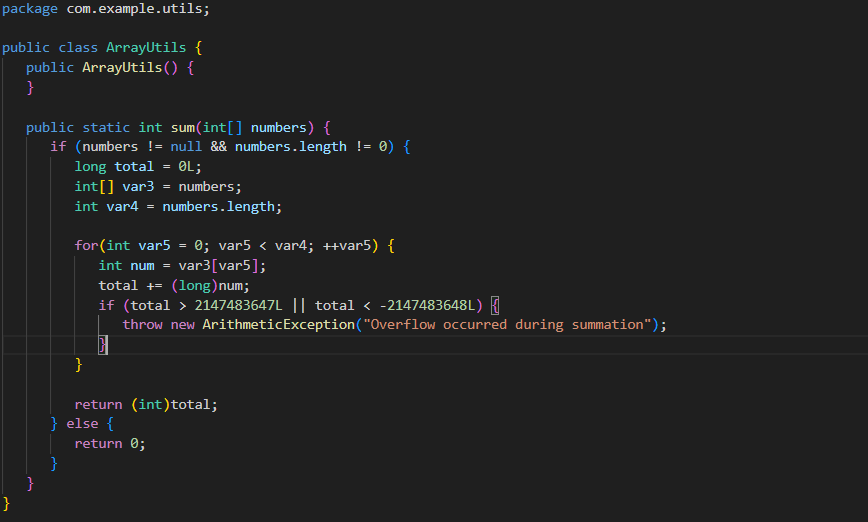 package com.example.utils;

public class ArrayUtils {
   public ArrayUtils() {
   }

   public static int sum(int[] numbers) {
      if (numbers != null && numbers.length != 0) {
         long total = 0L;
         int[] var3 = numbers;
         int var4 = numbers.length;

         for(int var5 = 0; var5 < var4; ++var5) {
            int num = var3[var5];
            total += (long)num;
            if (total > 2147483647L || total < -2147483648L) {
               throw new ArithmeticException("Overflow occurred during summation");
            }
         }

         return (int)total;
      } else {
         return 0;
      }
   }
}